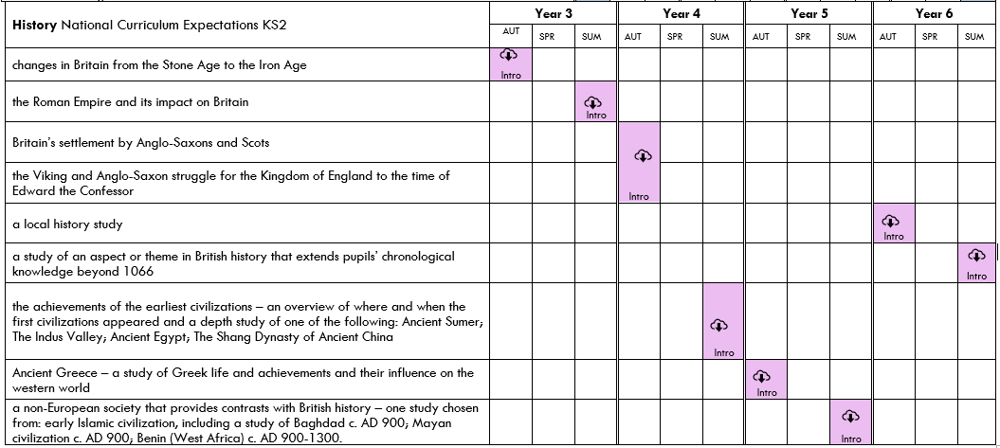 History National Curriculum Expectations KS2
Year 3
Year 4
Year 5
Year 6
AUT
SPR
SUM
AUT
SPR
SUM
AUT
SPR
SUM
AUT
SPR
SUM
changes in Britain from the Stone Age to the Iron Age
Intro
the Roman Empire and its impact on Britain
Intro
Britain's settlement by Anglo-Saxons and Scots
the Viking and Anglo-Saxon struggle for the Kingdom of England to the time of
Edward the Confessor
Intro
a local history study
Intro
a study of an aspect or theme in British history that extends pupils' chronological
knowledge beyond 1066
Intro
the achievements of the earliest civilizations – an overview of where and when the
first civilizations appeared and a depth study of one of the following: Ancient Sumer;
The Indus Valley; Ancient Egypt; The Shang Dynasty of Ancient China
Intro
Ancient Greece – a study of Greek life and achievements and their influence on the
western world
Intro
a non-European society that provides contrasts with British history – one study chosen
from: early Islamic civilization, including a study of Baghdad c. AD 900; Mayan
civilization c. AD 900; Benin (West Africa) c. AD 900-1300.
Intro